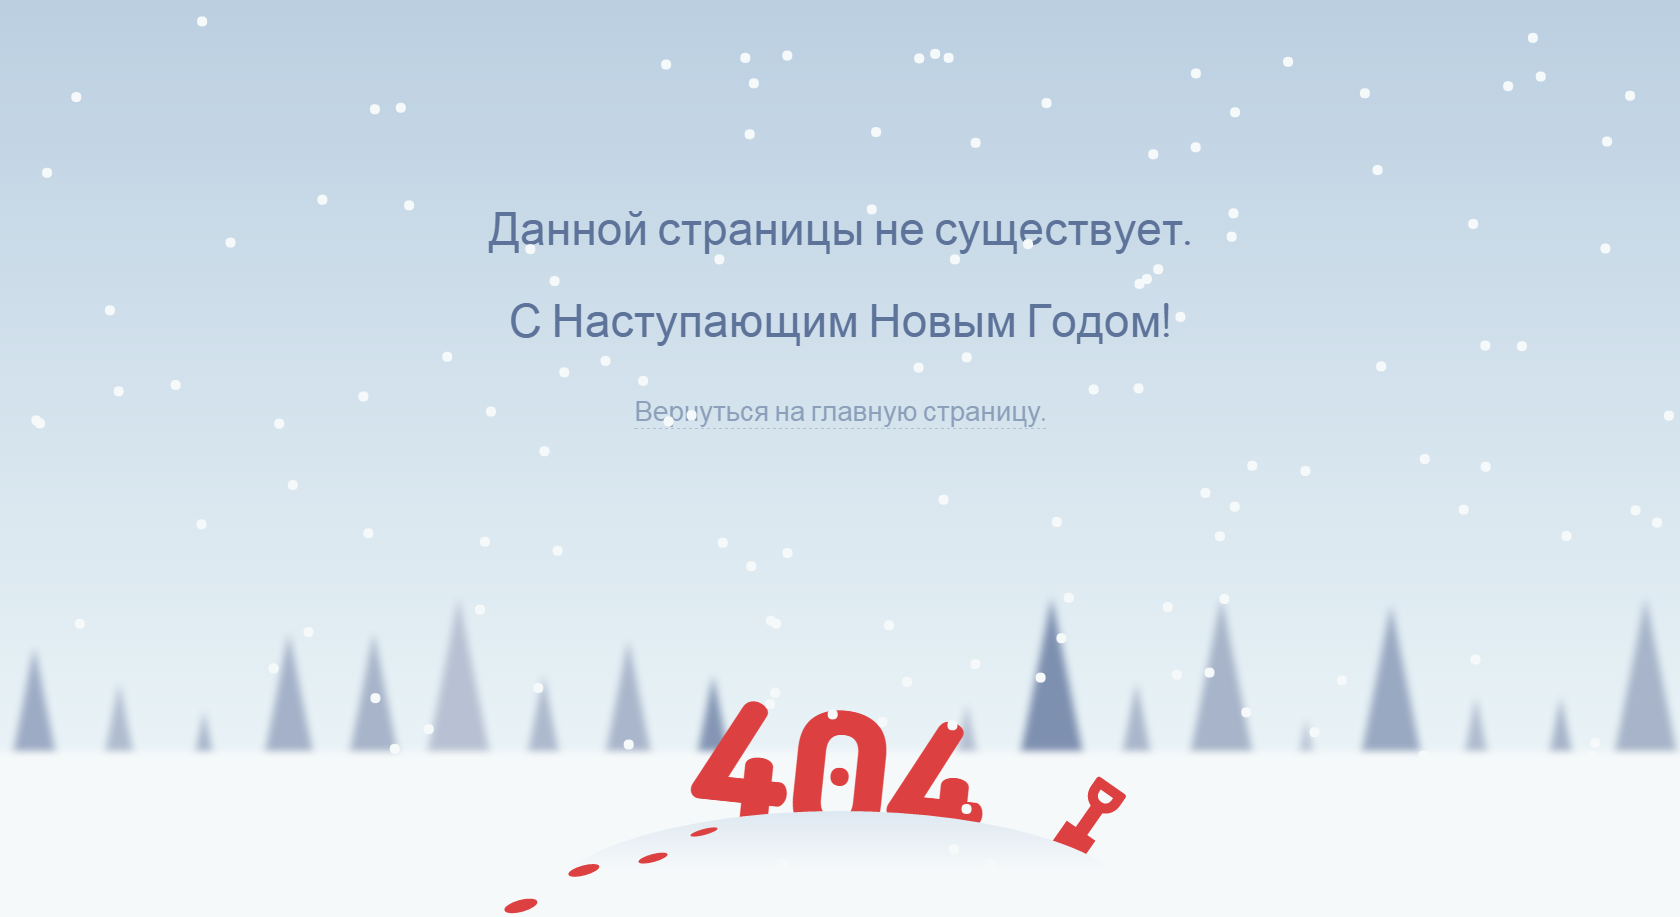 Данной страницы не существует.
С Наступающим Новым Годом!
Вернуться на главную страницу.
404